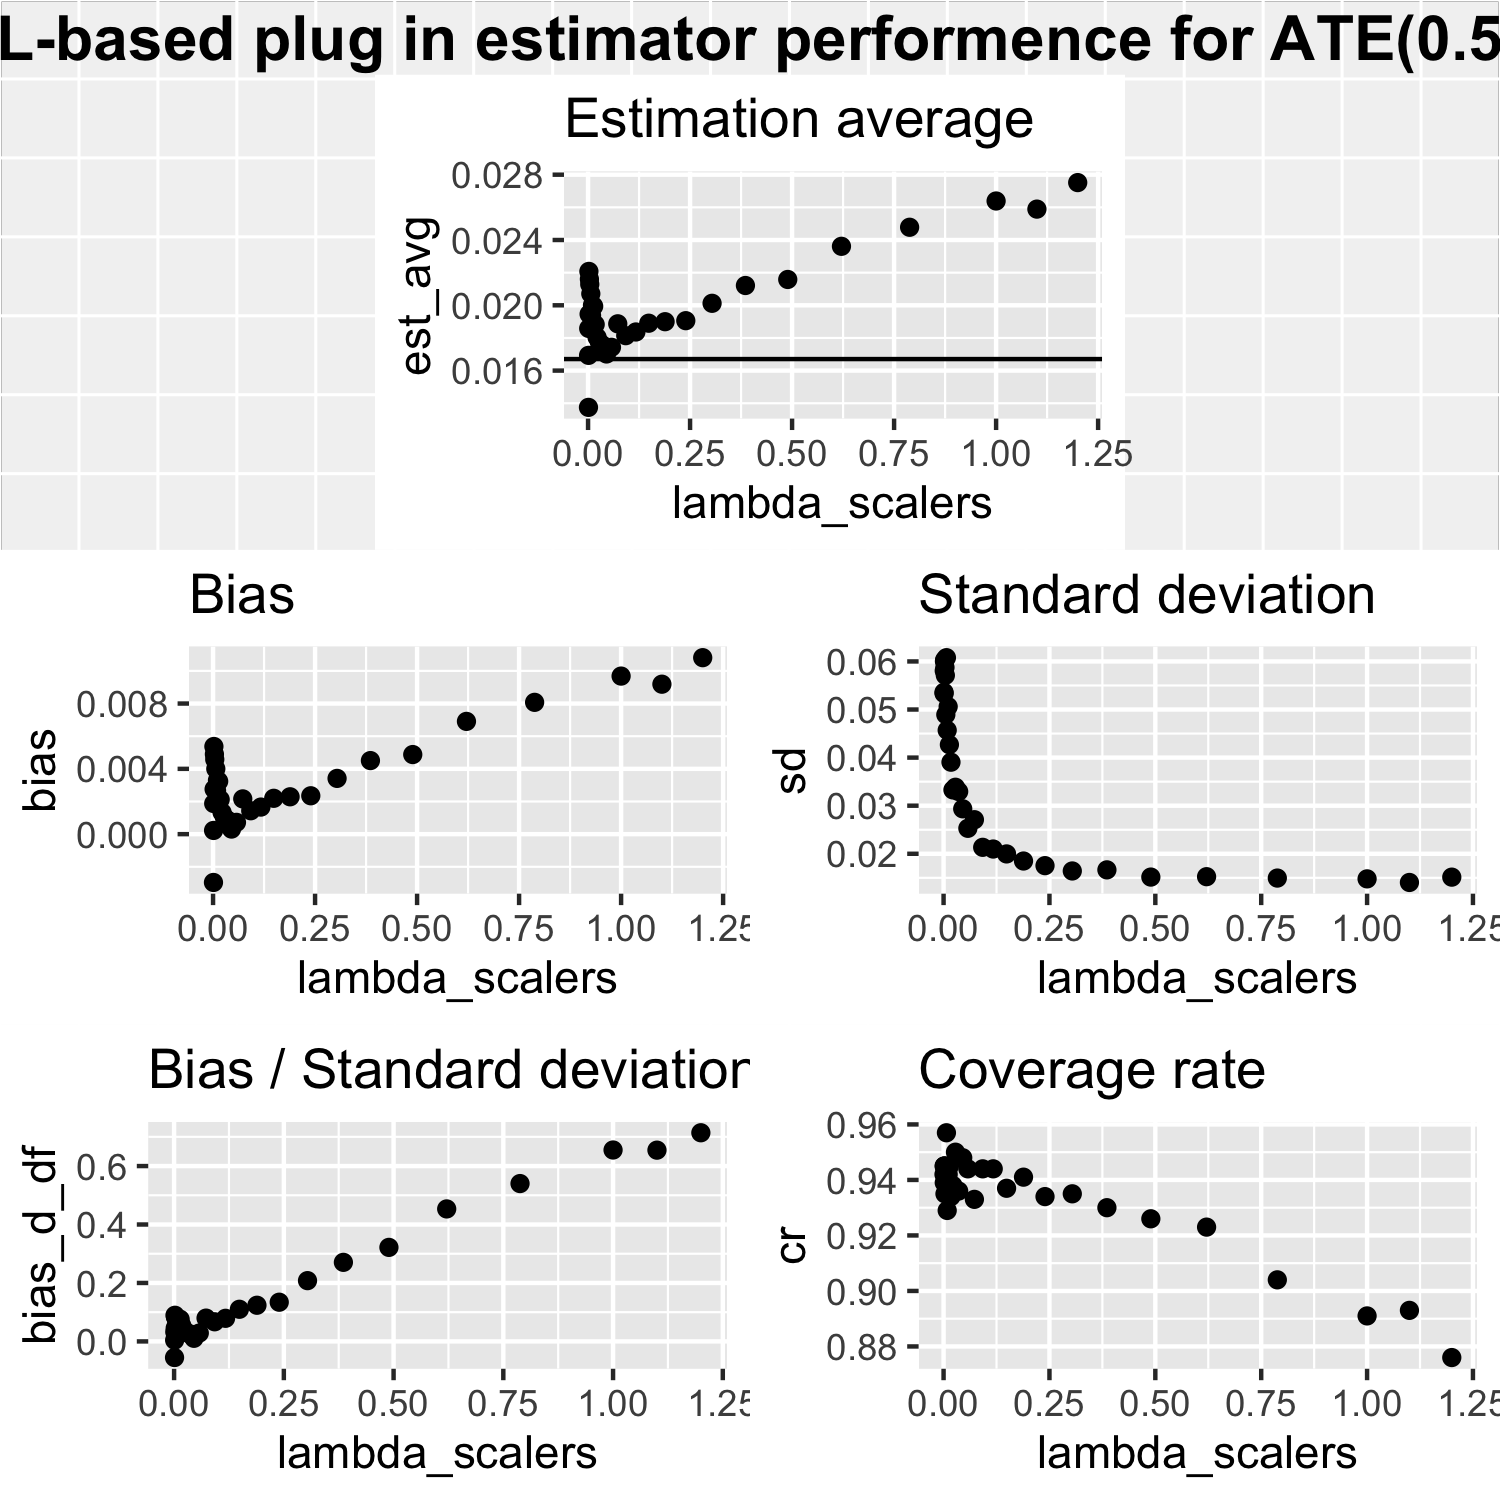 L-based plug in estimator performence for ATE(0.5
Estimation average
est_avg
0.028
0.024
0.020
0.016
0.00 0.25 0.50 0.75 1.00 1.25
lambda_scalers
Bias
bias
0.008
0.004
0.000
0.00 0.25 0.50 0.75 1.00 1.25
lambda_scalers
Standard deviation
sd
0.06
0.05
0.04
0.03
0.02
0.00 0.25 0.50 0.75 1.00 1.25
lambda_scalers
Bias / Standard deviation
bias_d_df
0.6
0.4
0.2
0.0
0.00 0.25 0.50 0.75 1.00 1.25
lambda_scalers
Coverage rate
cr
0.96
0.94
0.92
0.90
0.88
0.00 0.25 0.50 0.75 1.00 1.25
lambda_scalers